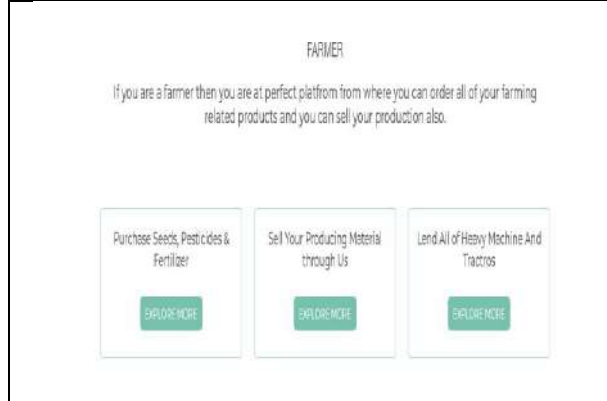 FARMER
If you are a farmer then you are at perfect platfrom from where you can order all of your farming
related products and you can sell your production also.
Purchase Seeds, Pesticides &
Fertilizer
EXPLORE MORE
Sell Your Producing Material
through Us
EXPLORE MORE
Lend All of Heavy Machine And
Tractros
EXPLORE MORE